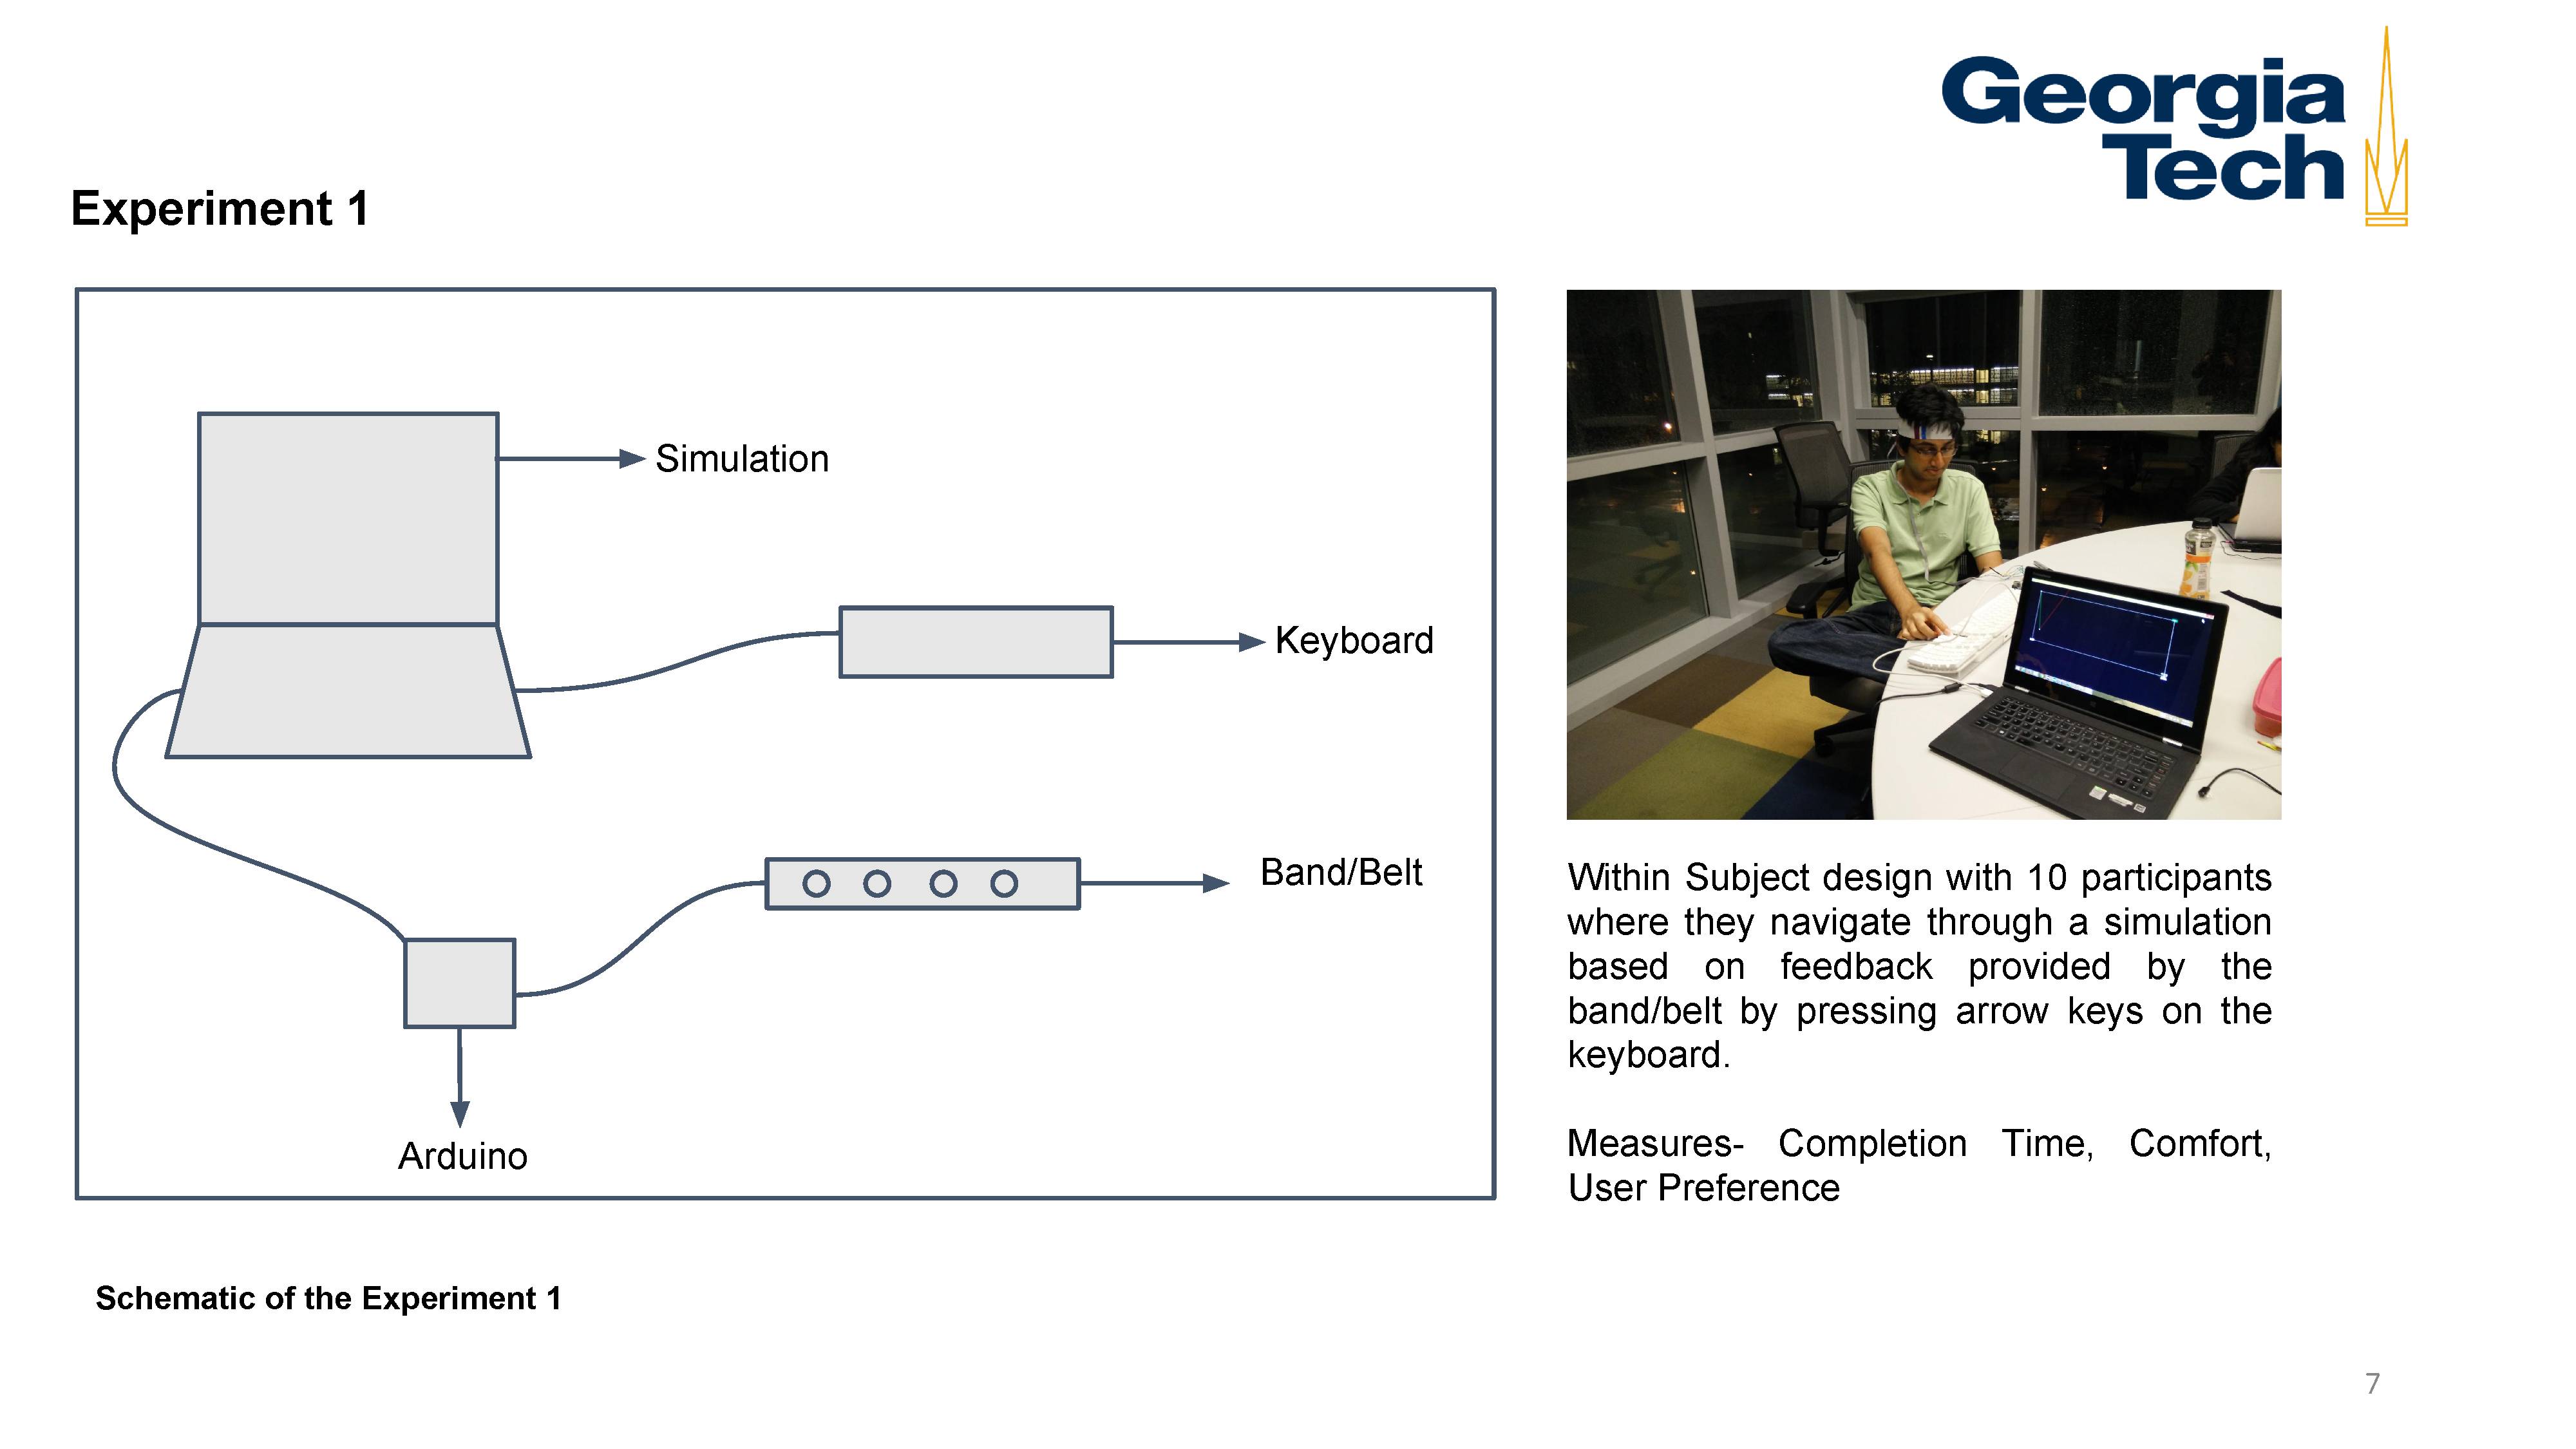 Georgia
Tech
Experiment 1
Simulation
Keyboard
Band/Belt
Arduino
Within Subject design with 10 participants
where they navigate through a simulation
based on feedback provided by the
band/belt by pressing arrow keys on the
keyboard.
Measures- Completion Time, Comfort,
User Preference
Schematic of the Experiment 1
7